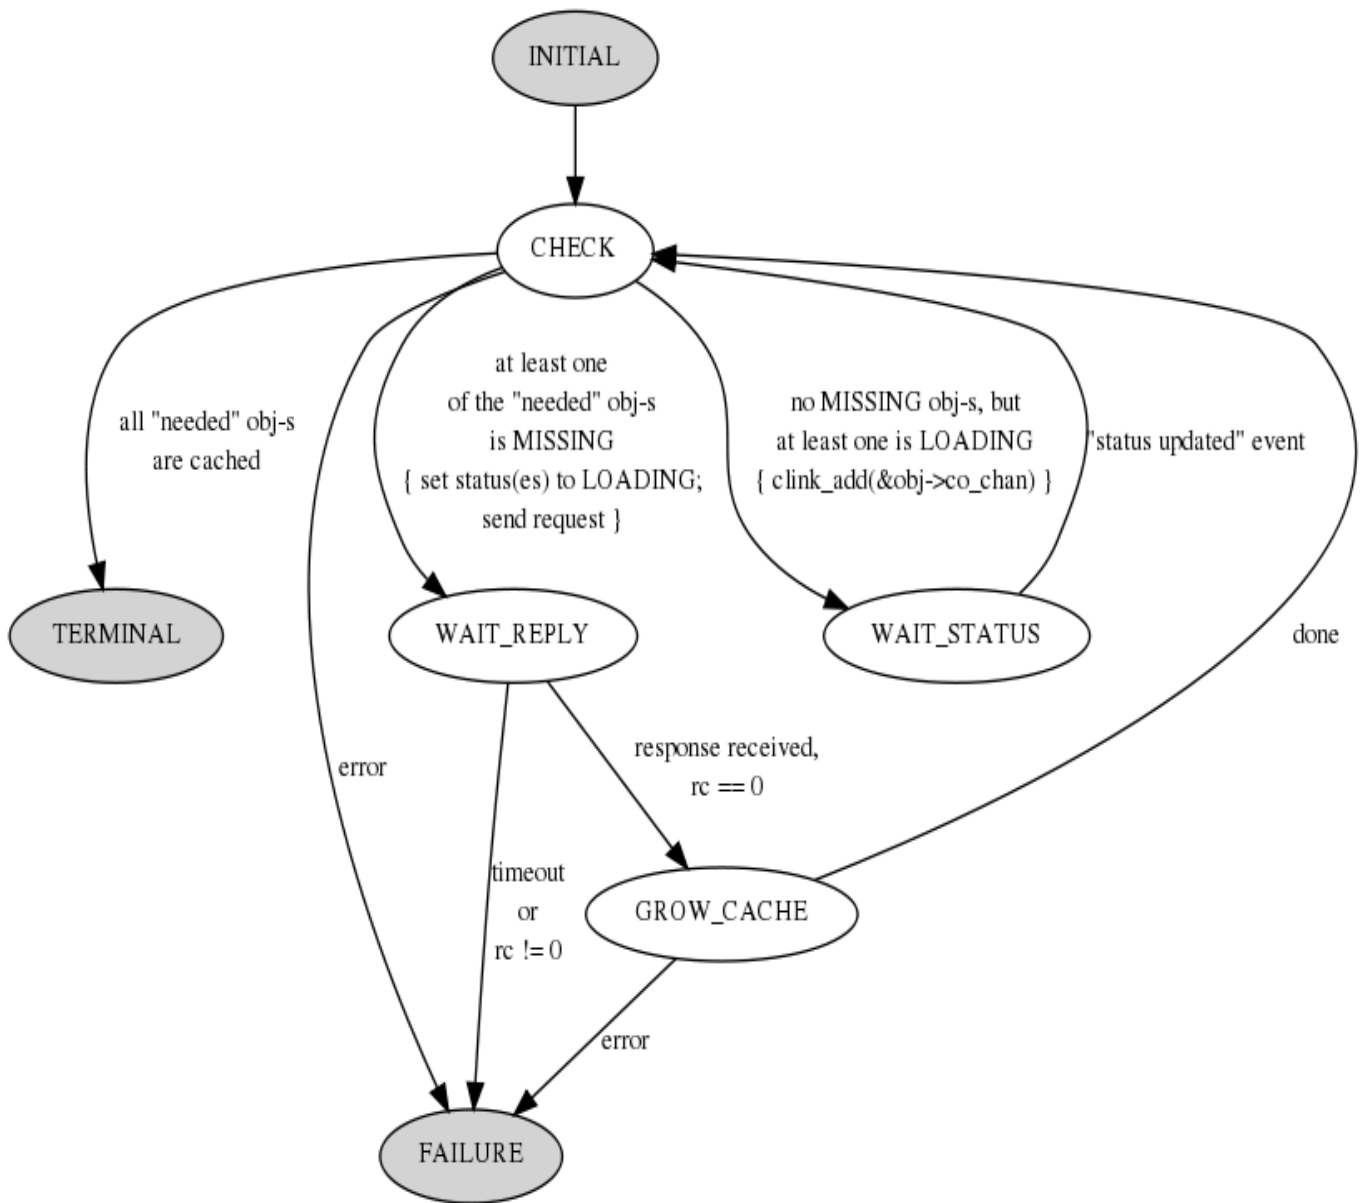 INITIAL
CHECK
all "needed" obj-s
are cached
at least one
of the "needed" obj-s
is MISSING
{ set status(es) to LOADING;
send request }
no MISSING obj-s, but
at least one is LOADING
{ clink_add(&obj->co_chan) }
"status updated" event
TERMINAL
WAIT_REPLY
WAIT_STATUS
done
error
response received,
rc == 0
timeout
or
rc != 0
GROW_CACHE
error
FAILURE